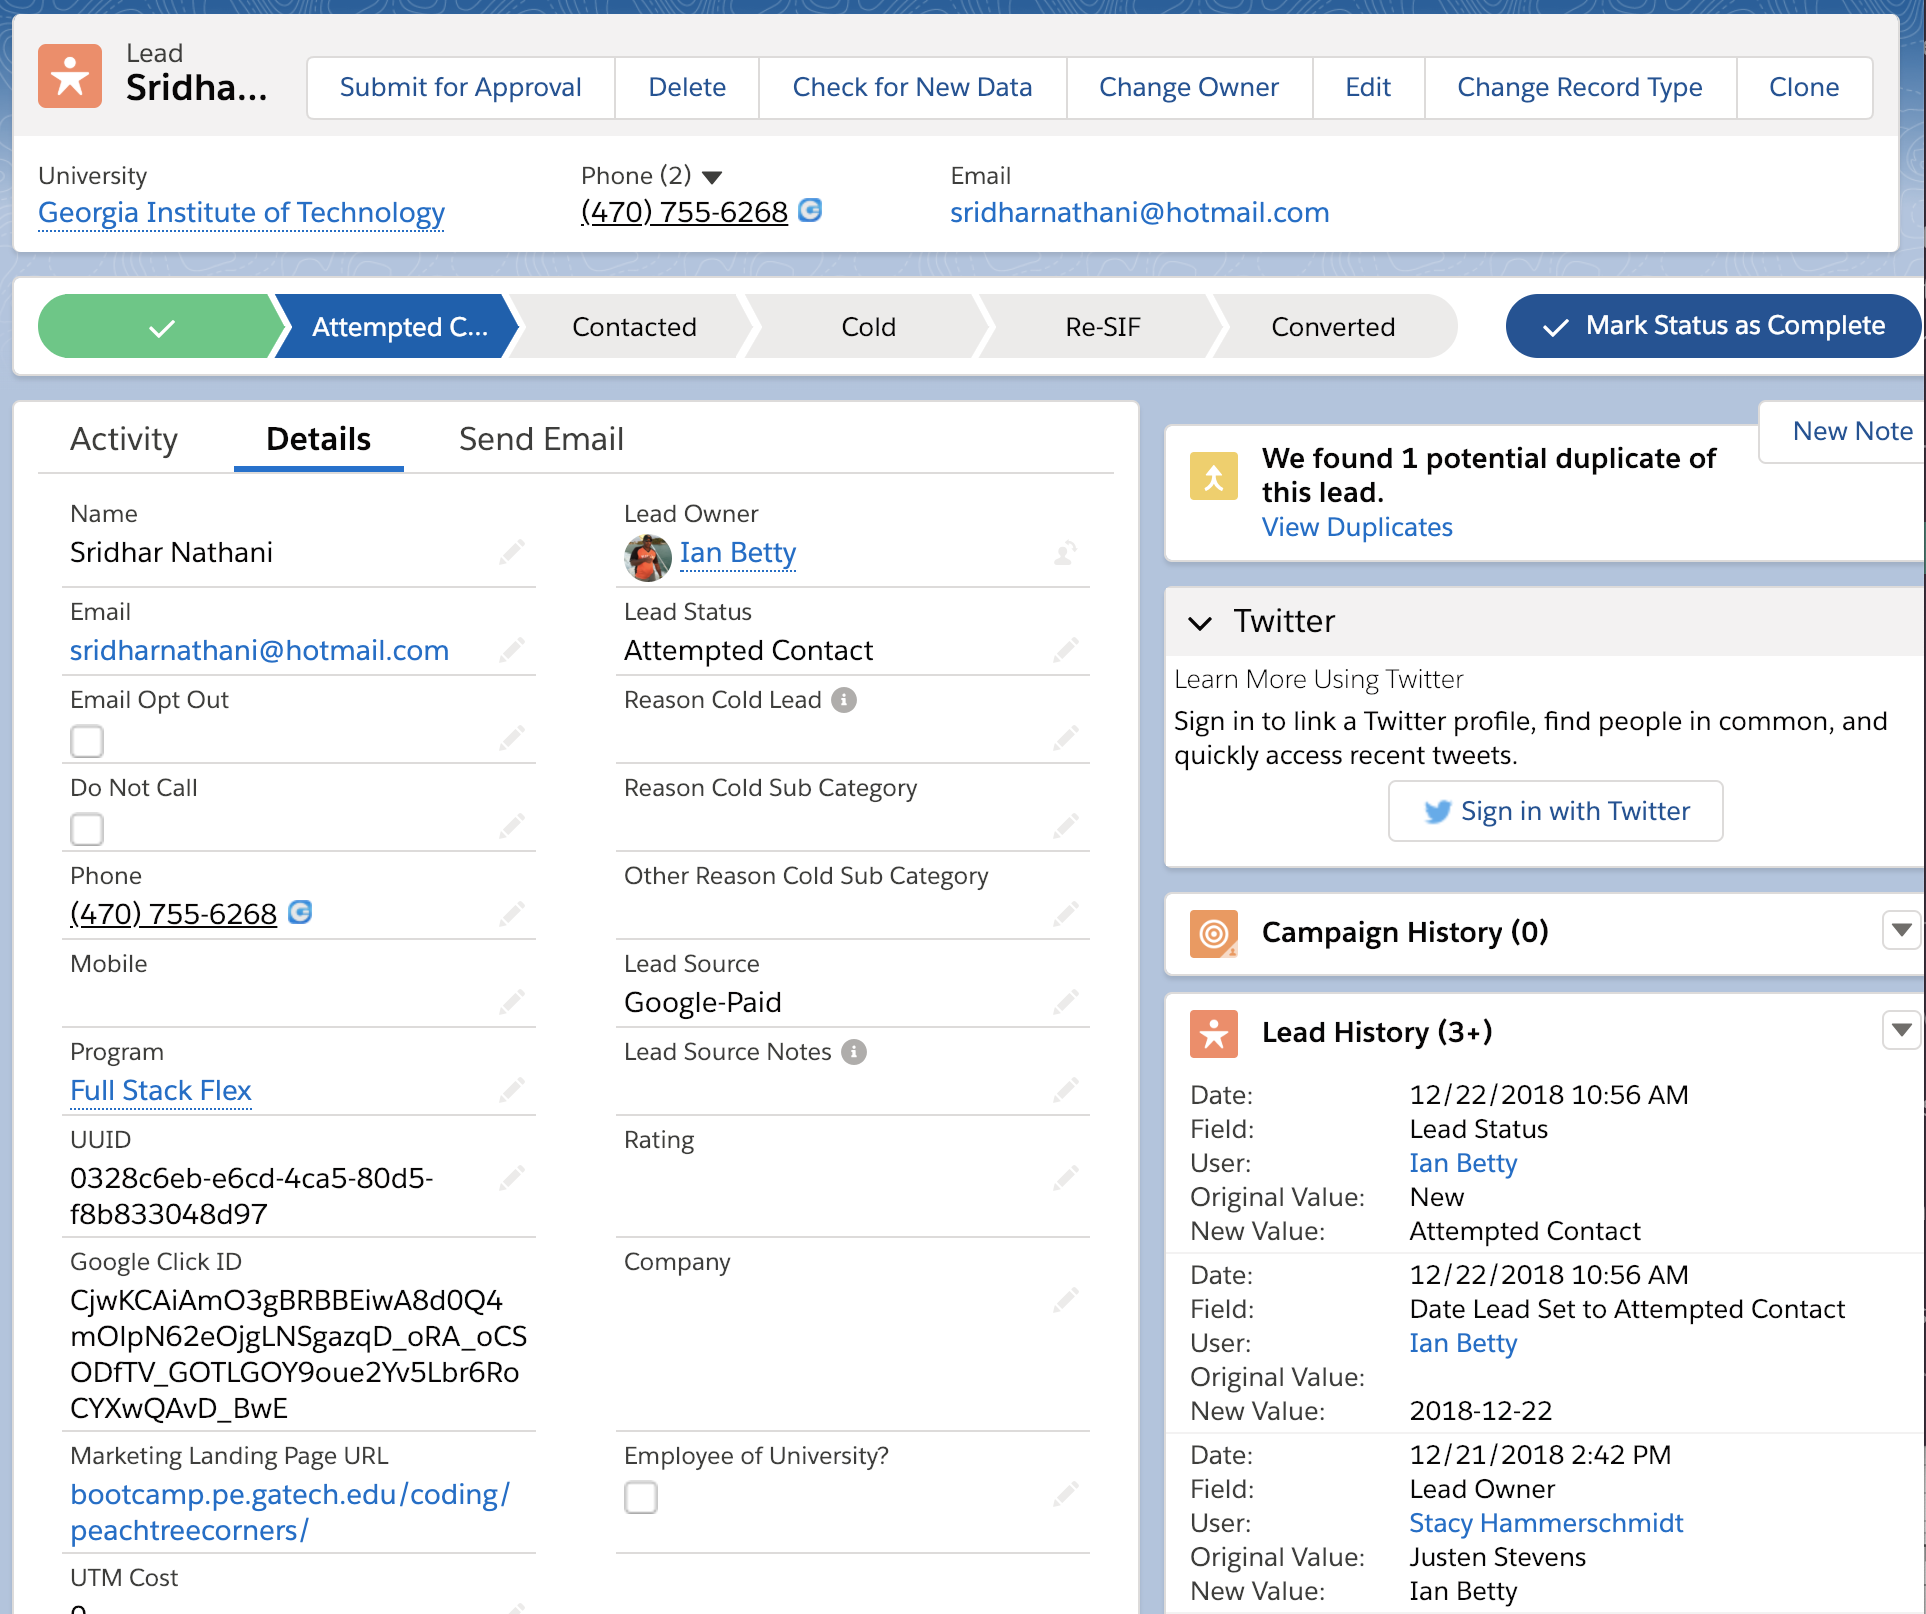 Lead
Sridha...
Submit for Approval
Delete
Check for New Data
Change Owner
Edit
Change Record Type
Clone
University
Georgia Institute of Technology
Phone (2)
(470) 755-6268
Email
sridharnathani@hotmail.com
Attempted C...
Contacted
Cold
Re-SIF
Converted
Mark Status as Complete
Activity
Details
Send Email
Name
Sridhar Nathani
Email
sridharnathani@hotmail.com
Email Opt Out
Do Not Call
Phone
(470) 755-6268
Mobile
Program
Full Stack Flex
UUID
0328c6eb-e6cd-4ca5-80d5-
f8b833048d97
Google Click ID
CjwKCAiAmO3gBRBBEiwA8d0Q4
mOIpN62eOjgLNSgazqD_oRA_oCS
ODfTV_GOTLGOY9oue2Yv5Lbr6Ro
CYXwQAvD_BwE
Marketing Landing Page URL
bootcamp.pe.gatech.edu/coding/
peachtreecorners/
UTM Cost
Lead Owner
Ian Betty
Lead Status
Attempted Contact
Reason Cold Lead
Reason Cold Sub Category
Other Reason Cold Sub Category
Lead Source
Google-Paid
Lead Source Notes
Rating
Company
Employee of University?
New Note
We found 1 potential duplicate of
this lead.
View Duplicates
Twitter
Learn More Using Twitter
Sign in to link a Twitter profile, find people in common, and
quickly access recent tweets.
Sign in with Twitter
Campaign History (0)
Lead History (3+)
Date: 12/22/2018 10:56 AM
Field: Lead Status
User: Ian Betty
Original Value: New
New Value: Attempted Contact
Date: 12/22/2018 10:56 AM
Field: Date Lead Set to Attempted Contact
User: Ian Betty
Original Value:
New Value: 2018-12-22
Date: 12/21/2018 2:42 PM
Field: Lead Owner
User: Stacy Hammerschmidt
Original Value: Justen Stevens
New Value: Ian Betty